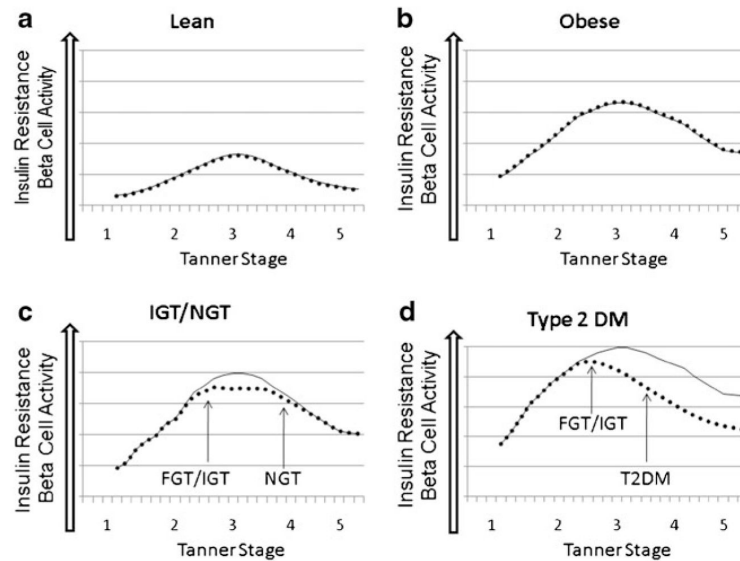 a
Lean
Insulin Resistance
Beta Cell Activity
1 2 3 4 5
Tanner Stage
b
Obese
Insulin Resistance
Beta Cell Activity
1 2 3 4 5
Tanner Stage
c
IGT/NGT
Insulin Resistance
Beta Cell Activity
FGT/IGT NGT
1 2 3 4 5
Tanner Stage
d
Type 2 DM
Insulin Resistance
Beta Cell Activity
FGT/IGT
T2DM
1 2 3 4 5
Tanner Stage